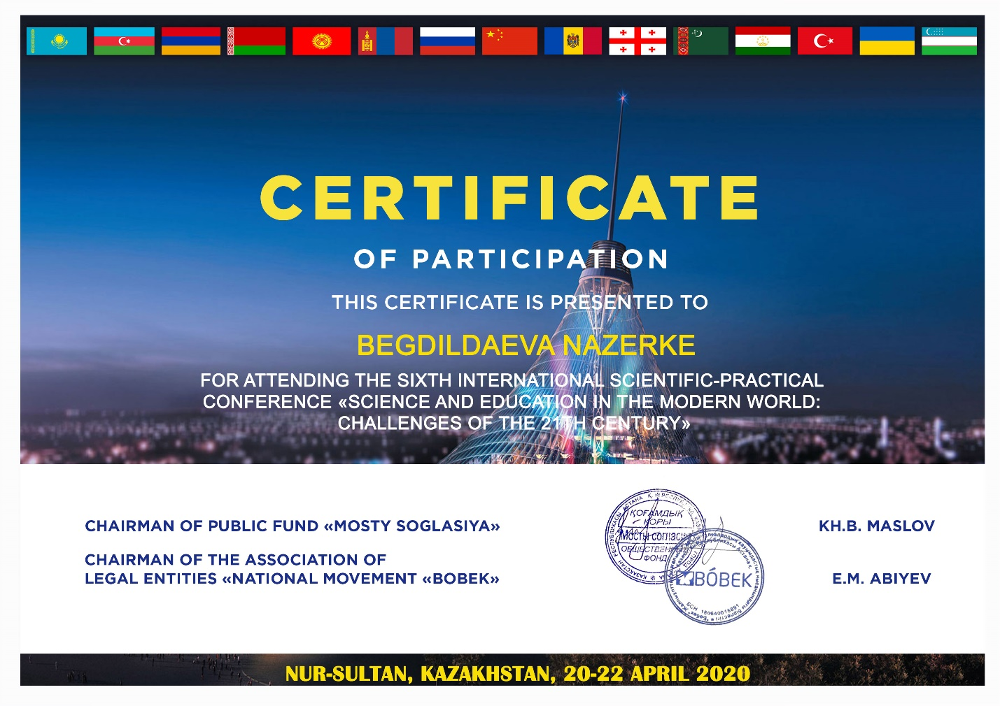 CERTIFICATE
OF PARTICIPATION
THIS CERTIFICATE IS PRESENTED TO
BEGDILDAEVA NAZERKE
FOR ATTENDING THE SIXTH INTERNATIONAL SCIENTIFIC-PRACTICAL
CONFERENCE «SCIENCE AND EDUCATION IN THE MODERN WORLD:
CHALLENGES OF THE 21TH CENTURY»
CHAIRMAN OF PUBLIC FUND «MOSTY SOGLASIYA»
KH.B. MASLOV
CHAIRMAN OF THE ASSOCIATION OF
LEGAL ENTITIES «NATIONAL MOVEMENT «BOBEK»
E.M. ABIYEV
ҚОҒАМДЫҚ
ҚОРЫ
Мосты согласия
ФОНД
BÓBEK
NUR-SULTAN, KAZAKHSTAN, 20-22 APRIL 2020